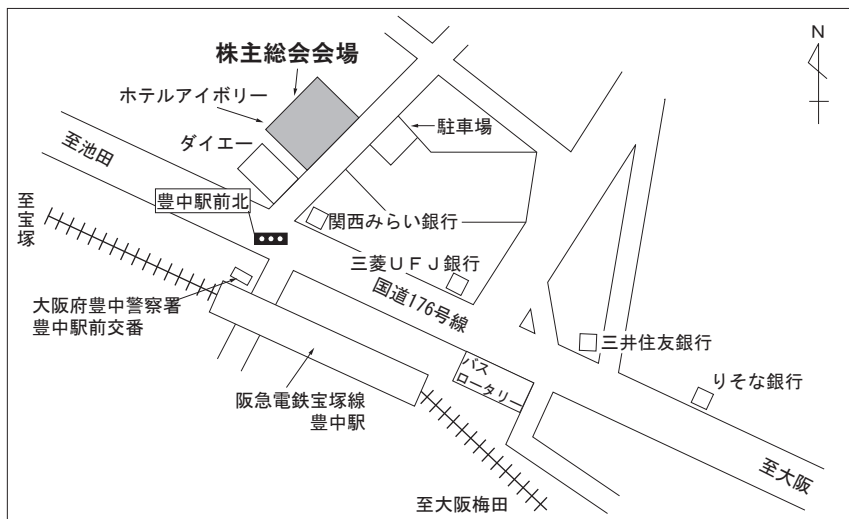 株主総会会場
N
ホテルアイボリー
ダイエー
駐車場
至池田
豊中駅前北
至宝塚
関西みらい銀行
三菱UFJ銀行
国道176号線
大阪府豊中警察署
豊中駅前交番
三井住友銀行
バス
ロータリー
りそな銀行
阪急電鉄宝塚線
豊中駅
至大阪
至大阪梅田